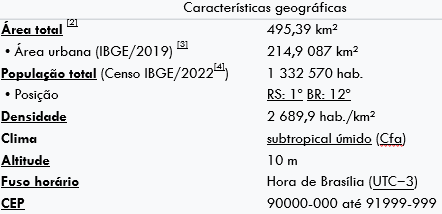 Características geográficas
Área total [2] 495,39 km²
• Área urbana (IBGE/2019) [3] 214,9 087 km²
População total (Censo IBGE/2022[4]) 1 332 570 hab.
• Posição RS: 1º BR: 12º
Densidade 2 689,9 hab./km²
Clima subtropical úmido (Cfa)
Altitude 10 m
Fuso horário Hora de Brasília (UTC−3)
CEP 90000-000 até 91999-999